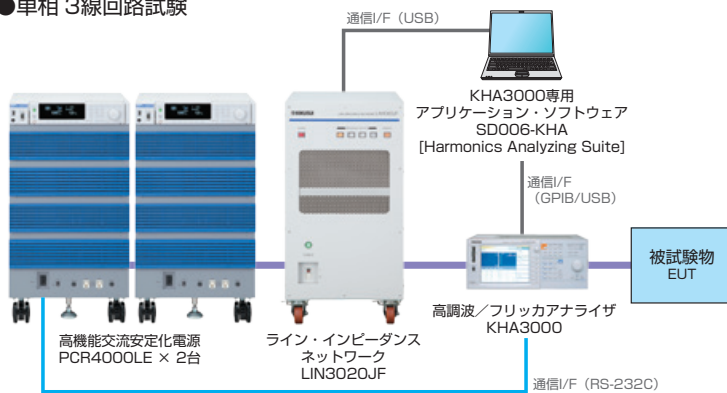 ●単相 3線回路試験
通信I/F（USB）
KHA3000専用
アプリケーション・ソフトウェア
SD006-KHA
[Harmonics Analyzing Suite]
通信I/F
（GPIB/USB）
被試験物
EUT
高調波／フリッカアナライザ
KHA3000
高機能交流安定化電源
PCR4000LE × 2台
ライン・インピーダンス
ネットワーク
LIN3020JF
通信I/F（RS-232C）